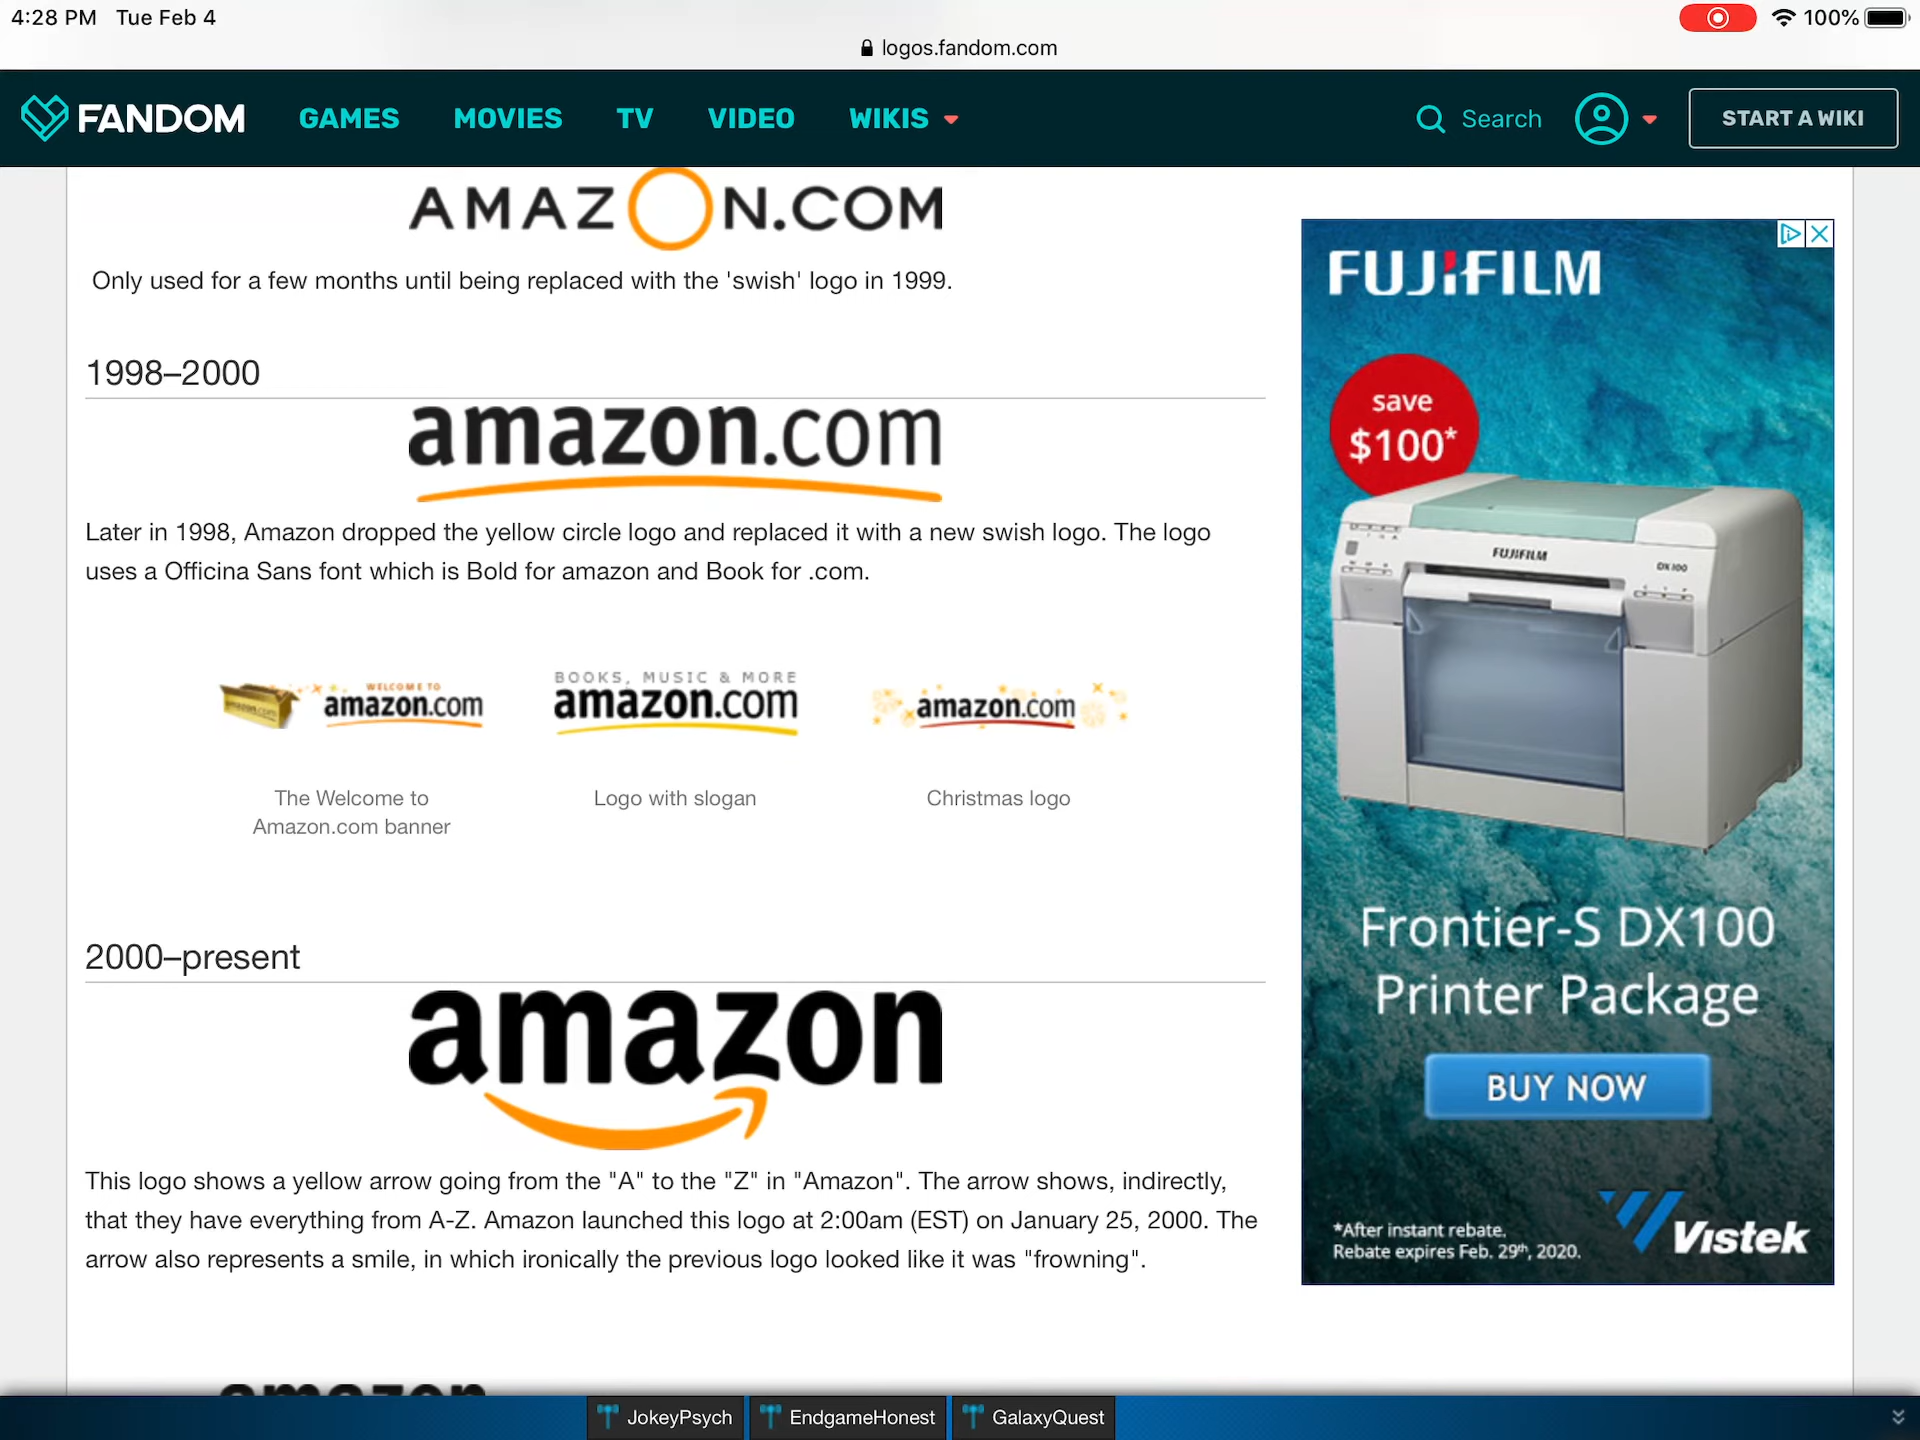 4:28 PM Tue Feb 4
100%
logos.fandom.com
FANDOM GAMES MOVIES TV VIDEO WIKIS Search START A WIKI
AMAZON.COM
Only used for a few months until being replaced with the 'swish' logo in 1999.
1998–2000
amazon.com
Later in 1998, Amazon dropped the yellow circle logo and replaced it with a new swish logo. The logo
uses a Officina Sans font which is Bold for amazon and Book for .com.
amazon.com
WELCOME TO
amazon.com
BOOKS, MUSIC & MORE
amazon.com
amazon.com
The Welcome to
Amazon.com banner
Logo with slogan
Christmas logo
2000–present
amazon
This logo shows a yellow arrow going from the "A" to the "Z" in "Amazon". The arrow shows, indirectly,
that they have everything from A-Z. Amazon launched this logo at 2:00am (EST) on January 25, 2000. The
arrow also represents a smile, in which ironically the previous logo looked like it was "frowning".
amazon
FUJIFILM
save
$100*
FUJIFILM
DX100
Frontier-S DX100
Printer Package
BUY NOW
*After instant rebate.
Rebate expires Feb. 29th, 2020.
Vistek
JokeyPsych
EndgameHonest
GalaxyQuest